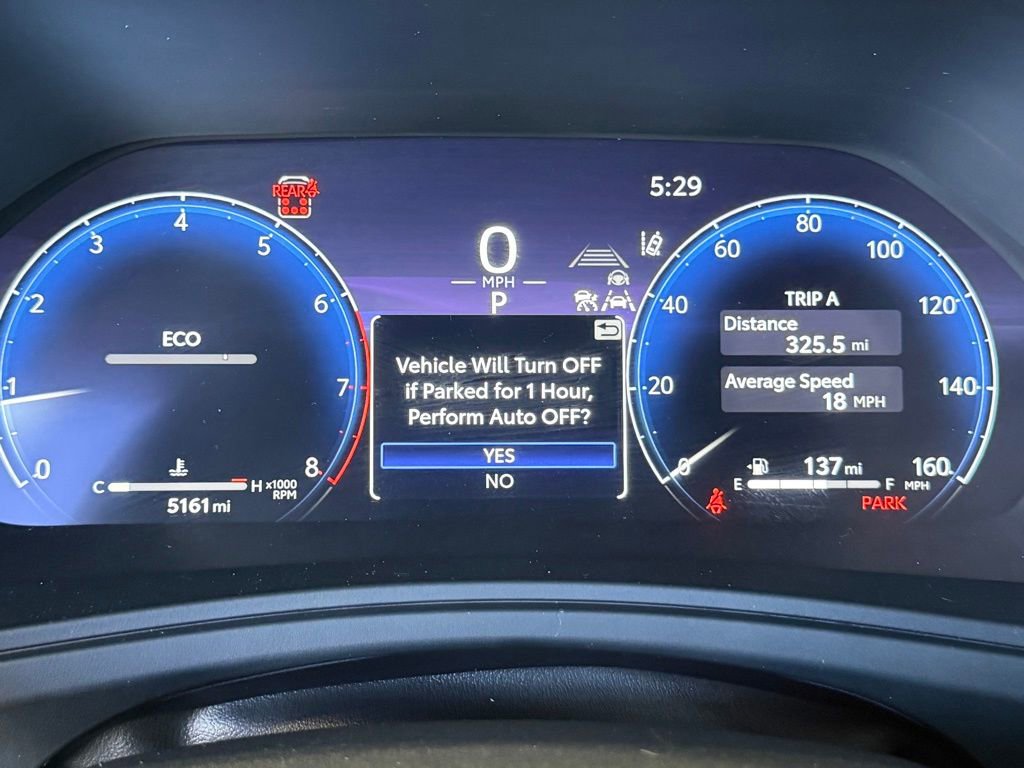 REAR
5:29
0
MPH
P
0
1
2
3
4
5
6
7
8
x1000
RPM
ECO
C
H
5161 mi
Vehicle Will Turn OFF
if Parked for 1 Hour,
Perform Auto OFF?
YES
NO
0
20
40
60
80
100
120
140
160
MPH
TRIP A
Distance
325.5 mi
Average Speed
18 MPH
137 mi
E
F
PARK